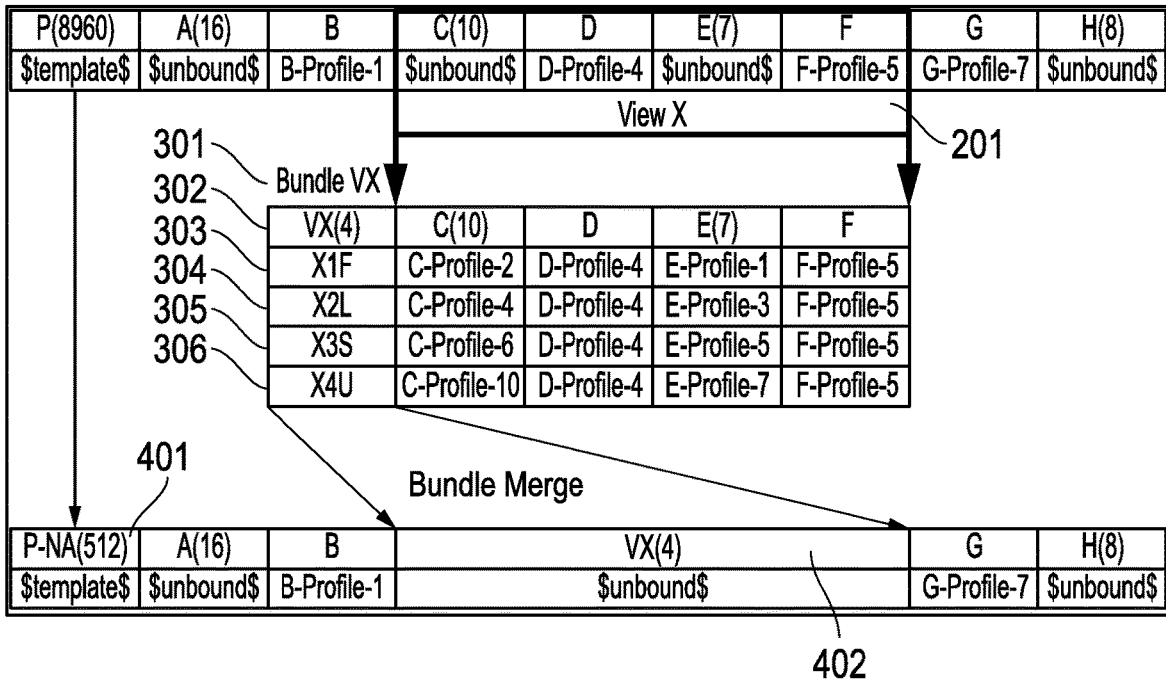 P(8960) A(16) B C(10) D E(7) F G H(8)
$template$ $unbound$ B-Profile-1 $unbound$ D-Profile-4 $unbound$ F-Profile-5 G-Profile-7 $unbound$
View X
201
301
Bundle VX
302
VX(4) C(10) D E(7) F
303
X1F C-Profile-2 D-Profile-4 E-Profile-1 F-Profile-5
304
X2L C-Profile-4 D-Profile-4 E-Profile-3 F-Profile-5
305
X3S C-Profile-6 D-Profile-4 E-Profile-5 F-Profile-5
306
X4U C-Profile-10 D-Profile-4 E-Profile-7 F-Profile-5
401
Bundle Merge
P-NA(512) A(16) B VX(4) G H(8)
$template$ $unbound$ B-Profile-1 $unbound$ G-Profile-7 $unbound$
402